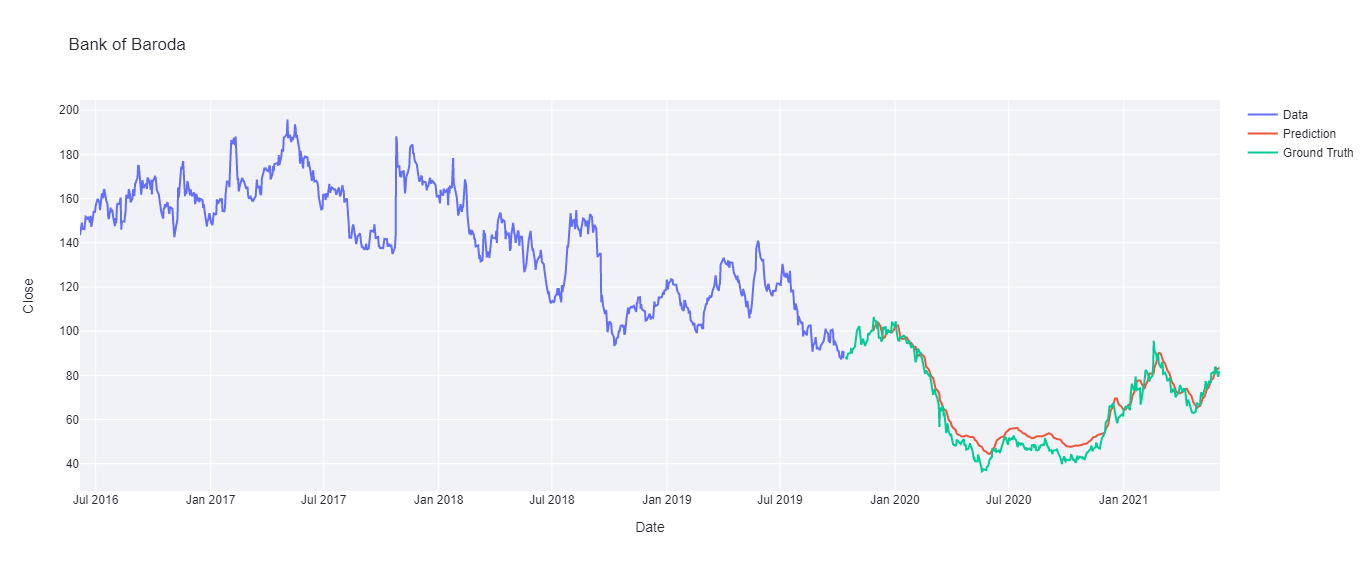 Bank of Baroda
200
180
160
140
120
100
80
60
40
Close
Jul 2016 Jan 2017 Jul 2017 Jan 2018 Jul 2018 Jan 2019 Jul 2019 Jan 2020 Jul 2020 Jan 2021
Date
Data
Prediction
Ground Truth